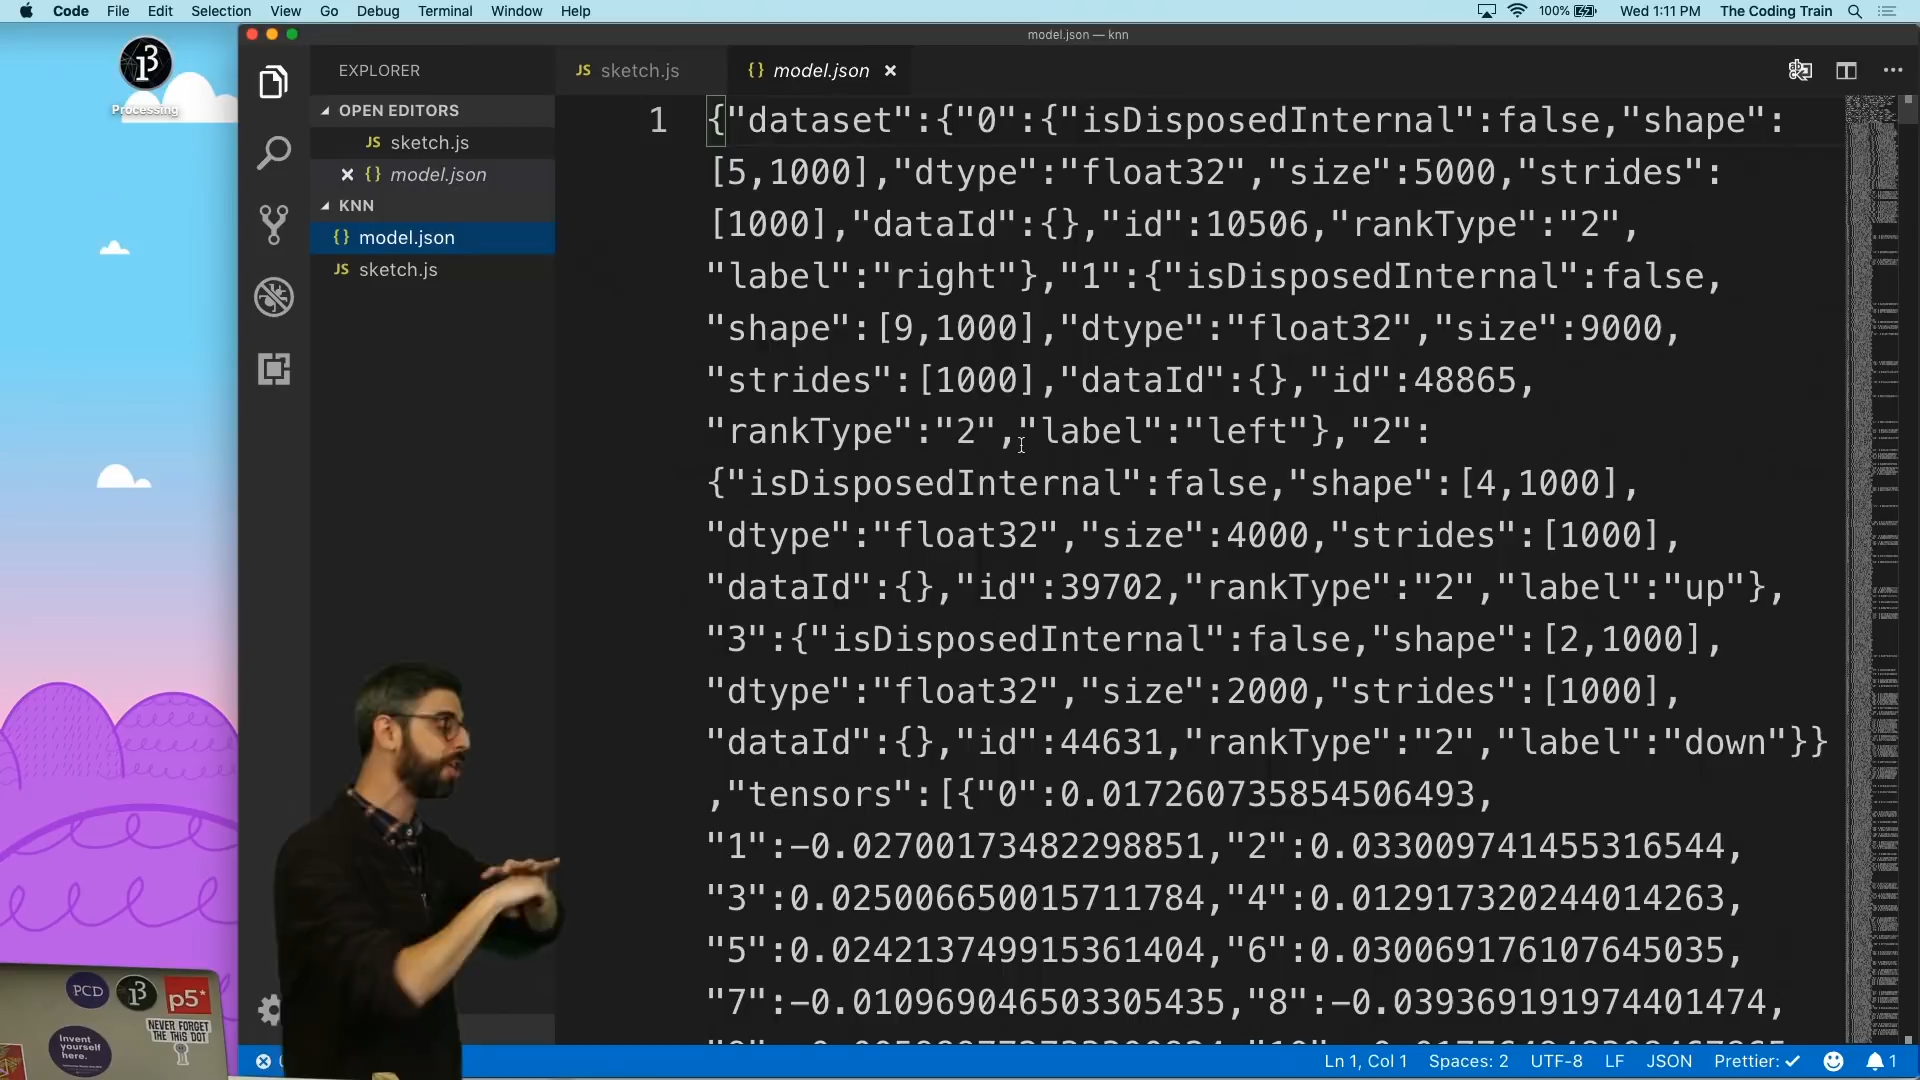 Code File Edit Selection View Go Debug Terminal Window Help
100% Wed 1:11 PM The Coding Train
model.json — knn
Processing
EXPLORER
OPEN EDITORS
JS sketch.js
{} model.json
KNN
{} model.json
JS sketch.js
JS sketch.js
{} model.json
1
{"dataset":{"0":{"isDisposedInternal":false,"shape":
[5,1000],"dtype":"float32","size":5000,"strides":
[1000],"dataId":{},"id":10506,"rankType":"2",
"label":"right"},"1":{"isDisposedInternal":false,
"shape":[9,1000],"dtype":"float32","size":9000,
"strides":[1000],"dataId":{},"id":48865,
"rankType":"2","label":"left"},"2":
{"isDisposedInternal":false,"shape":[4,1000],
"dtype":"float32","size":4000,"strides":[1000],
"dataId":{},"id":39702,"rankType":"2","label":"up"},
"3":{"isDisposedInternal":false,"shape":[2,1000],
"dtype":"float32","size":2000,"strides":[1000],
"dataId":{},"id":44631,"rankType":"2","label":"down"}}
,"tensors":[{"0":0.017260735854506493,
"1":-0.02700173482298851,"2":0.033009741455316544,
"3":0.025006650015711784,"4":0.012917320244014263,
"5":0.024213749915361404,"6":0.030069176107645035,
"7":-0.010969046503305435,"8":-0.039369191974401474,
PCD
p5*
NEVER FORGET
THE THIS DOT
Invent
yourself
here.
Ln 1, Col 1 Spaces: 2 UTF-8 LF JSON Prettier: ✓ 1